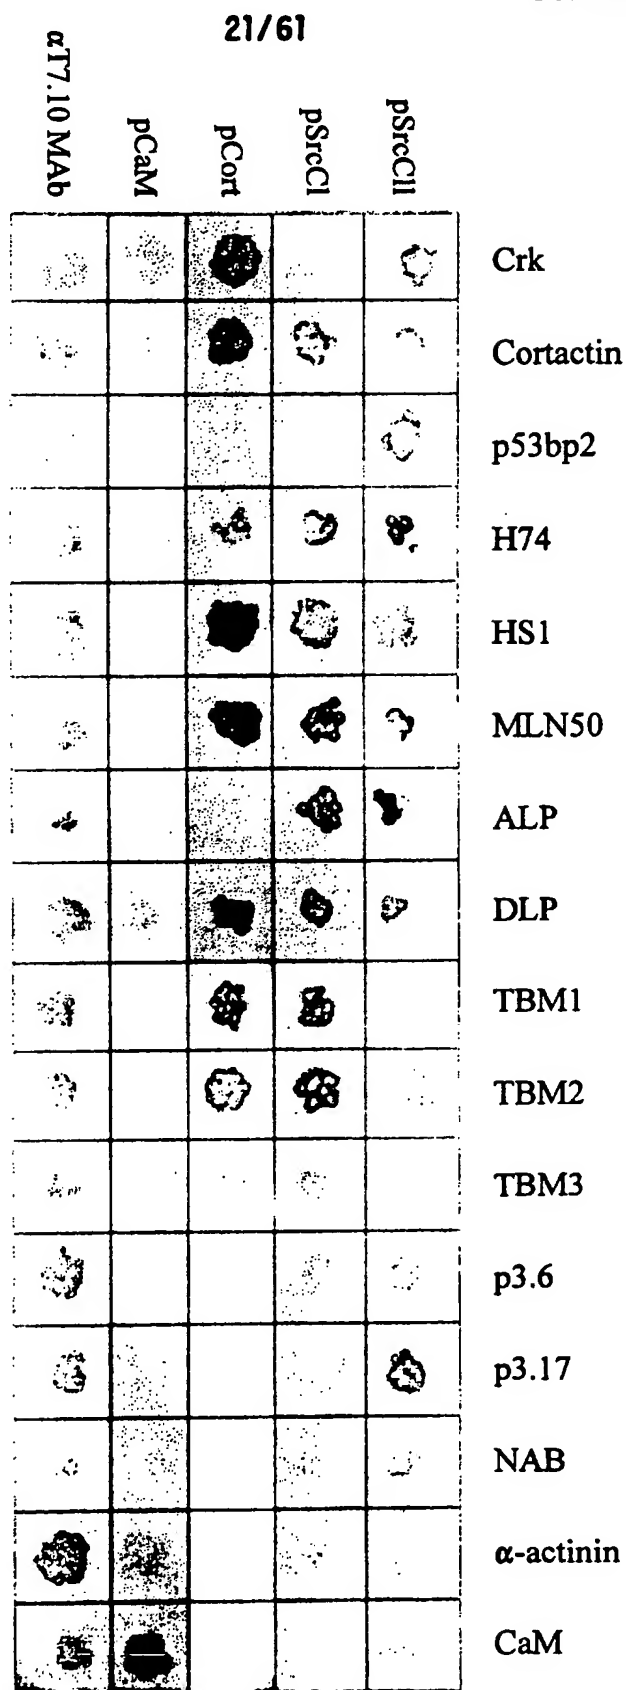 21/61
αT7.10 MAb
pCaM
pCort
pSrcCI
pSrcCII
Crk
Cortactin
p53bp2
H74
HS1
MLN50
ALP
DLP
TBM1
TBM2
TBM3
p3.6
p3.17
NAB
α-actinin
CaM